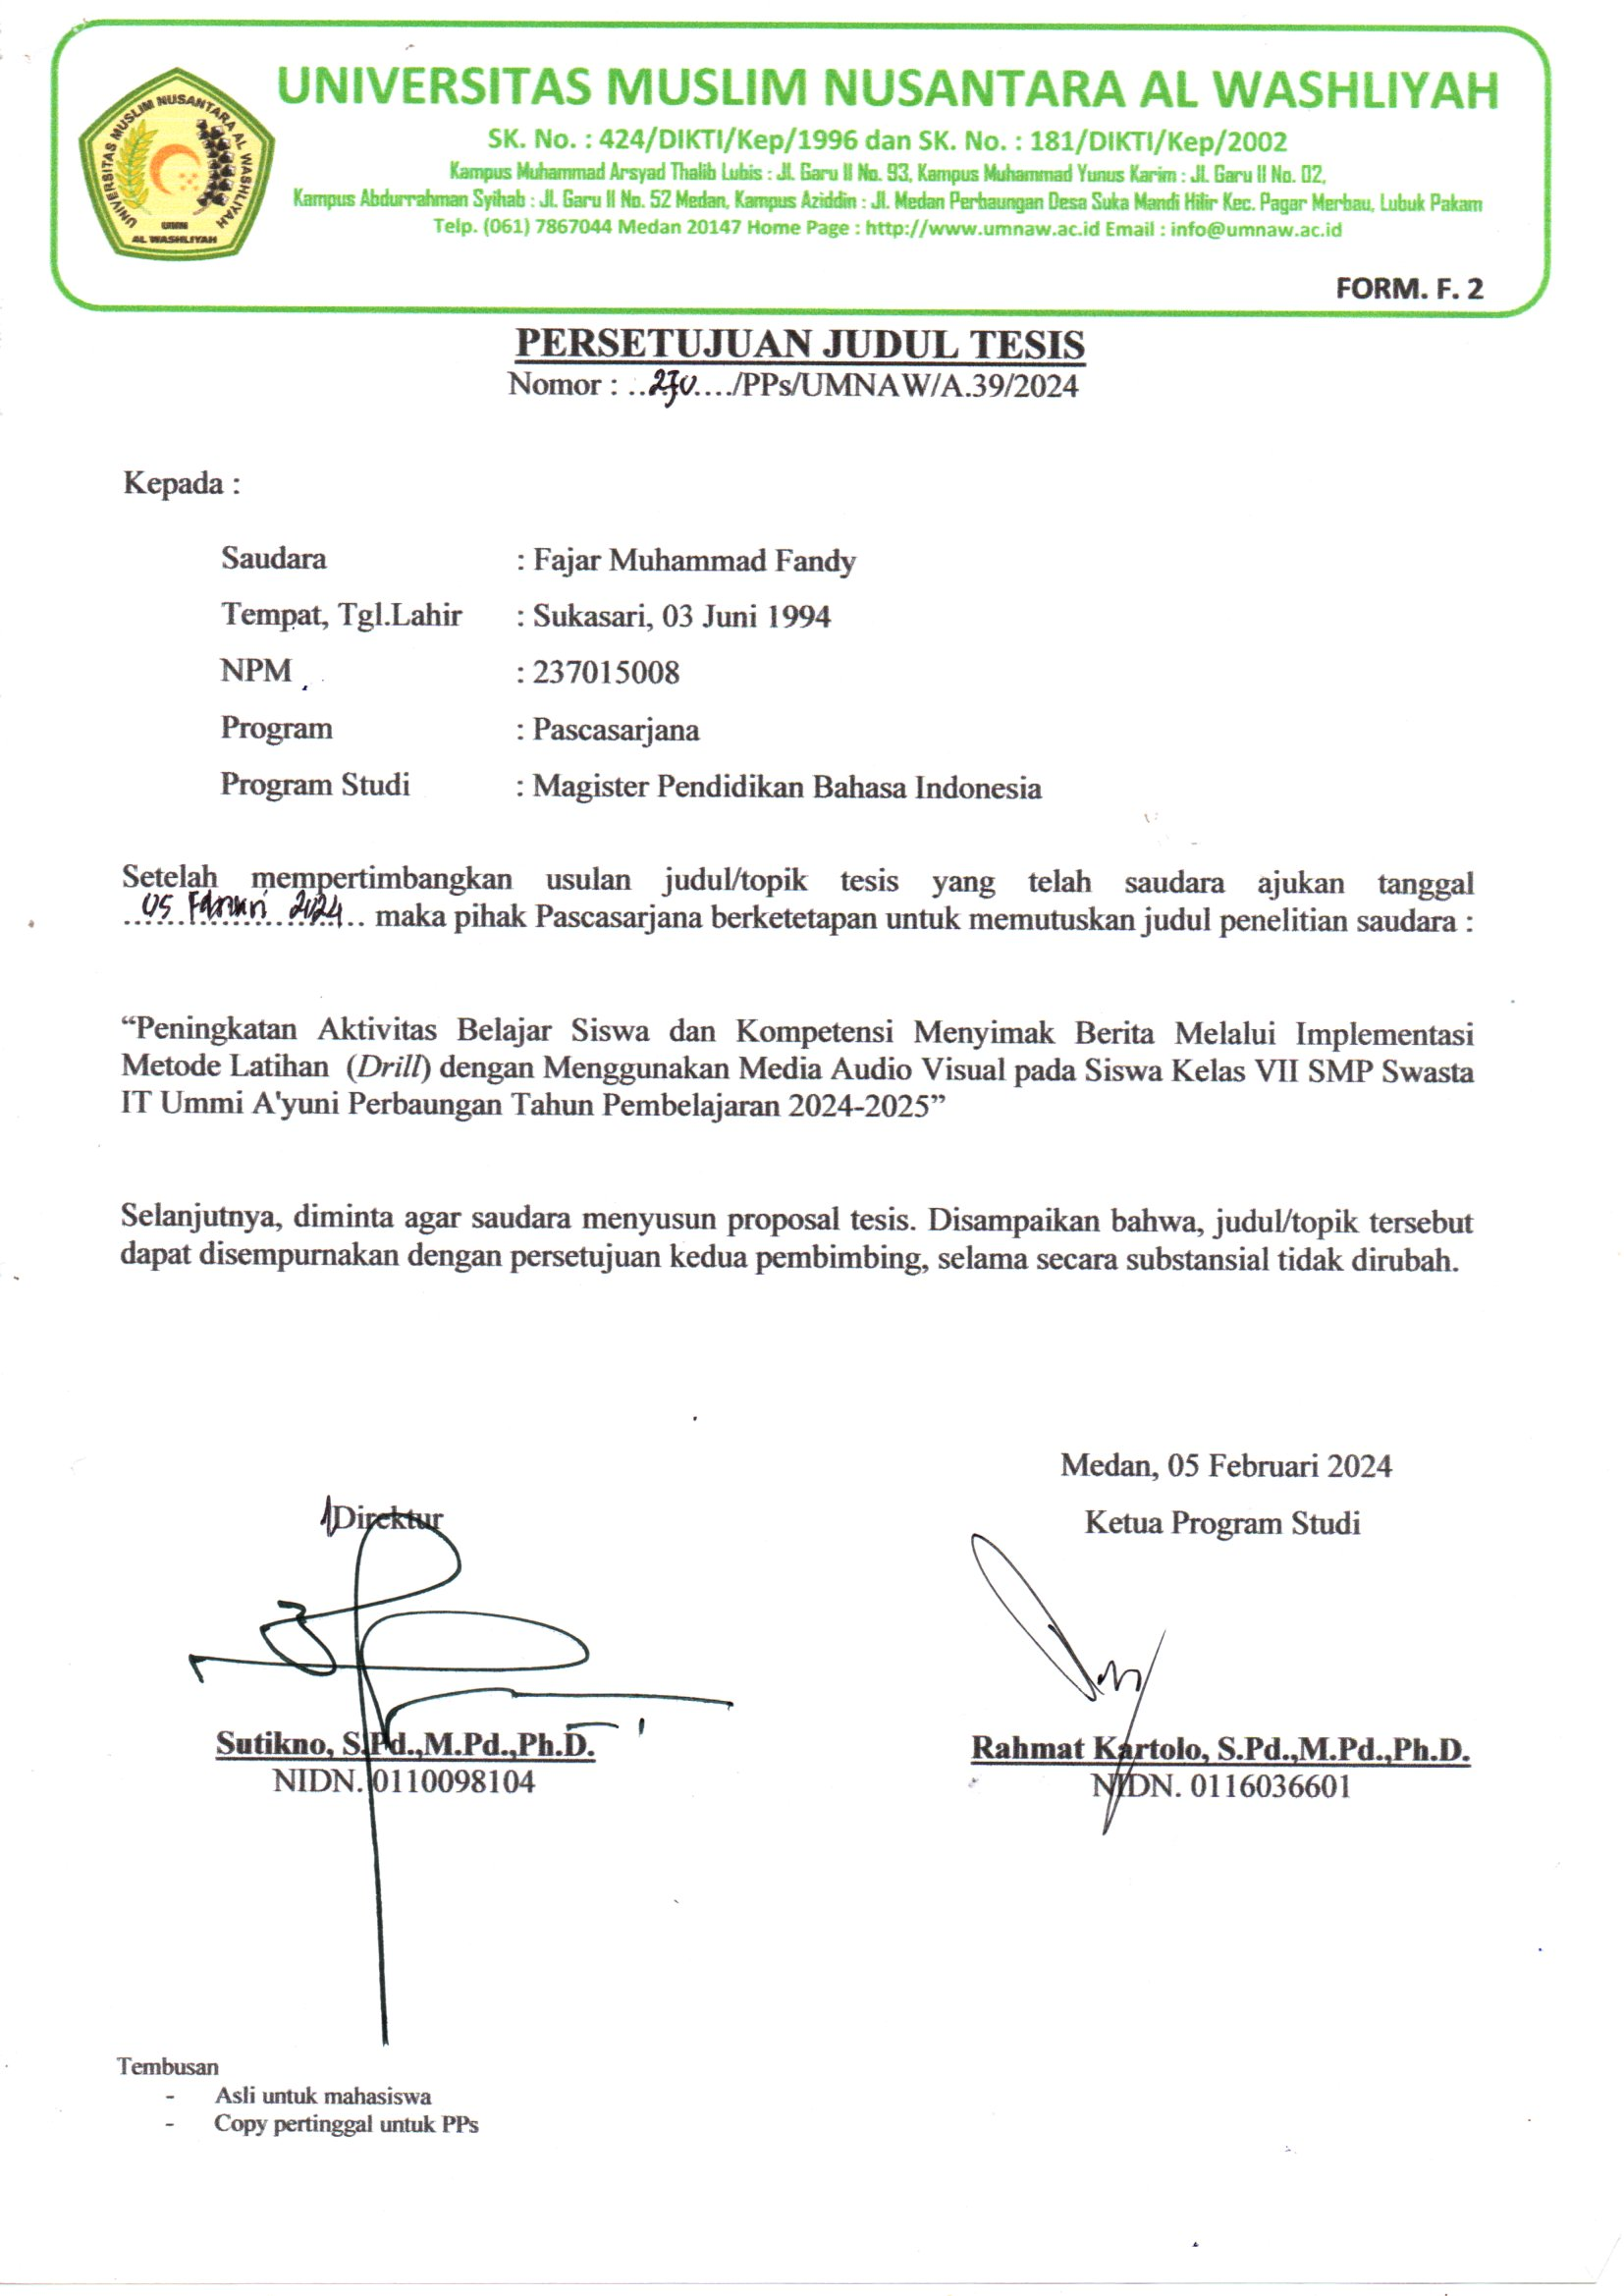 UNIVERSITAS MUSLIM NUSANTARA AL WASHLIYAH
UNIVERSITAS MUSLIM NUSANTARA AL WASHLIYAH
UMN
AL WASHLIYAH
SK. No. : 424/DIKTI/Kep/1996 dan SK. No. : 181/DIKTI/Kep/2002
Kampus Muhammad Arsyad Thalib Lubis : Jl. Garu II No. 93, Kampus Muhammad Yunus Karim : Jl. Garu II No. 02,
Kampus Abdurrahman Syihab : Jl. Garu II No. 52 Medan, Kampus Aziddin : Jl. Medan Perbaungan Desa Suka Mandi Hilir Kec. Pagar Merbau, Lubuk Pakam
Telp. (061) 7867044 Medan 20147 Home Page : http://www.umnaw.ac.id Email : info@umnaw.ac.id
FORM. F. 2
PERSETUJUAN JUDUL TESIS
Nomor : ..270..../PPs/UMNAW/A.39/2024
Kepada :
Saudara : Fajar Muhammad Fandy
Tempat, Tgl.Lahir : Sukasari, 03 Juni 1994
NPM : 237015008
Program : Pascasarjana
Program Studi : Magister Pendidikan Bahasa Indonesia
Setelah mempertimbangkan usulan judul/topik tesis yang telah saudara ajukan tanggal
05 Februari 2024 maka pihak Pascasarjana berketetapan untuk memutuskan judul penelitian saudara :
“Peningkatan Aktivitas Belajar Siswa dan Kompetensi Menyimak Berita Melalui Implementasi
Metode Latihan (Drill) dengan Menggunakan Media Audio Visual pada Siswa Kelas VII SMP Swasta
IT Ummi A'yuni Perbaungan Tahun Pembelajaran 2024-2025”
Selanjutnya, diminta agar saudara menyusun proposal tesis. Disampaikan bahwa, judul/topik tersebut
dapat disempurnakan dengan persetujuan kedua pembimbing, selama secara substansial tidak dirubah.
Medan, 05 Februari 2024
Direktur
Ketua Program Studi
Sutikno, S.Pd.,M.Pd.,Ph.D.
NIDN. 0110098104
Rahmat Kartolo, S.Pd.,M.Pd.,Ph.D.
NIDN. 0116036601
Tembusan
- Asli untuk mahasiswa
- Copy pertinggal untuk PPs